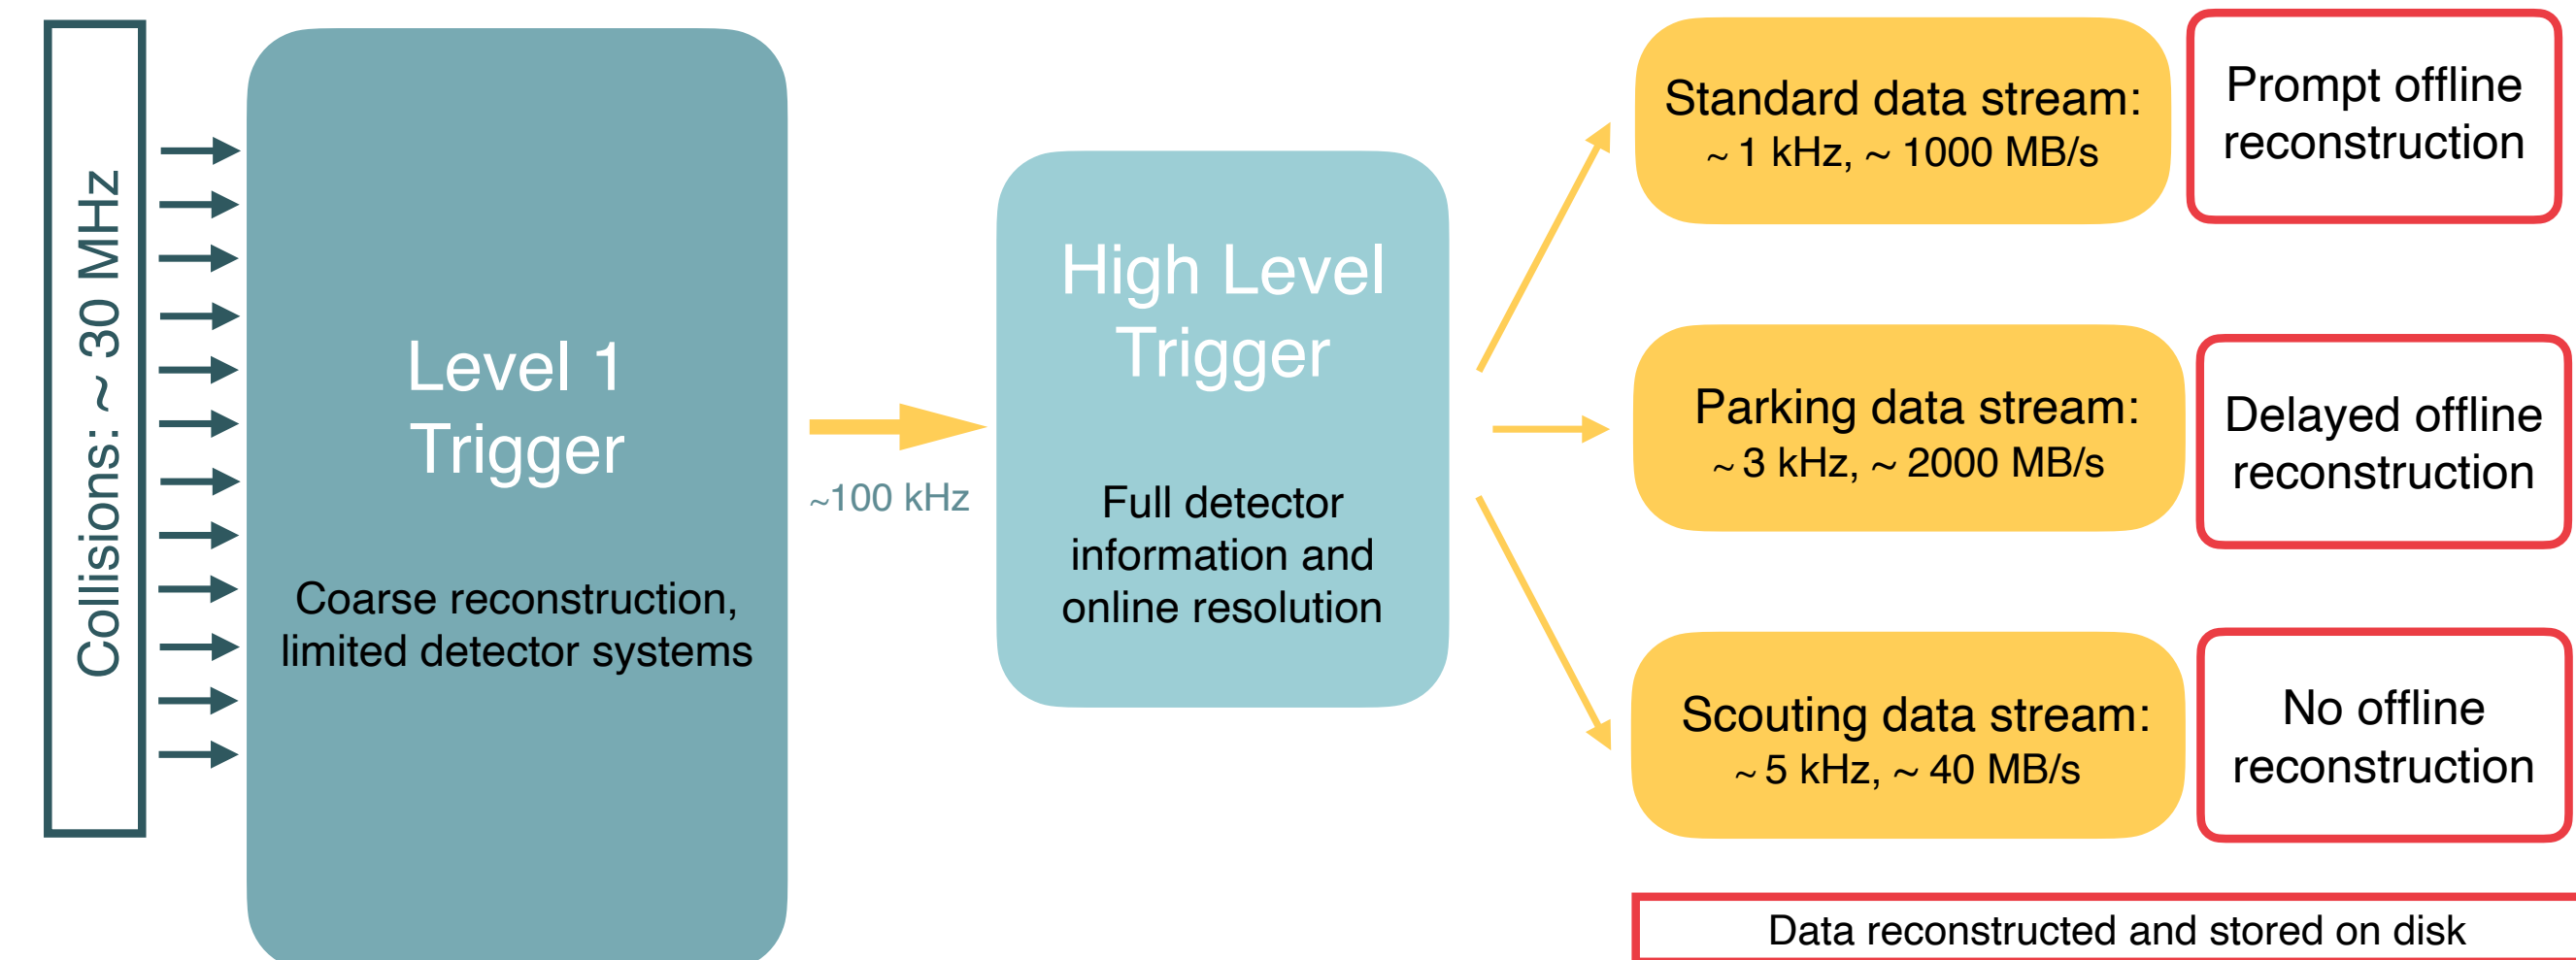 Collisions: ~ 30 MHz
Level 1
Trigger
Coarse reconstruction,
limited detector systems
~100 kHz
High Level
Trigger
Full detector
information and
online resolution
Standard data stream:
~ 1 kHz, ~ 1000 MB/s
Prompt offline
reconstruction
Parking data stream:
~ 3 kHz, ~ 2000 MB/s
Delayed offline
reconstruction
Scouting data stream:
~ 5 kHz, ~ 40 MB/s
No offline
reconstruction
Data reconstructed and stored on disk